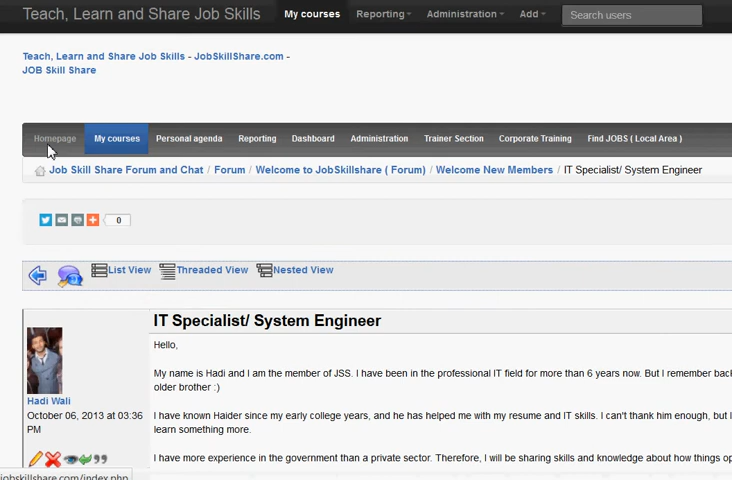 Teach, Learn and Share Job Skills My courses Reporting Administration Add Search users
Teach, Learn and Share Job Skills - JobSkillShare.com -
JOB Skill Share
Homepage My courses Personal agenda Reporting Dashboard Administration Trainer Section Corporate Training Find JOBS ( Local Area )
Job Skill Share Forum and Chat / Forum / Welcome to JobSkillshare ( Forum) / Welcome New Members / IT Specialist/ System Engineer
0
List View Threaded View Nested View
IT Specialist/ System Engineer
Hello,
My name is Hadi and I am the member of JSS. I have been in the professional IT field for more than 6 years now. But I remember bac
older brother :)
Hadi Wali
October 06, 2013 at 03:36
PM
I have known Haider since my early college years, and he has helped me with my resume and IT skills. I can't thank him enough, but I
learn something more.
I have more experience in the government than a private sector. Therefore, I will be sharing skills and knowledge about how things op
jobskillshare.com/index.php